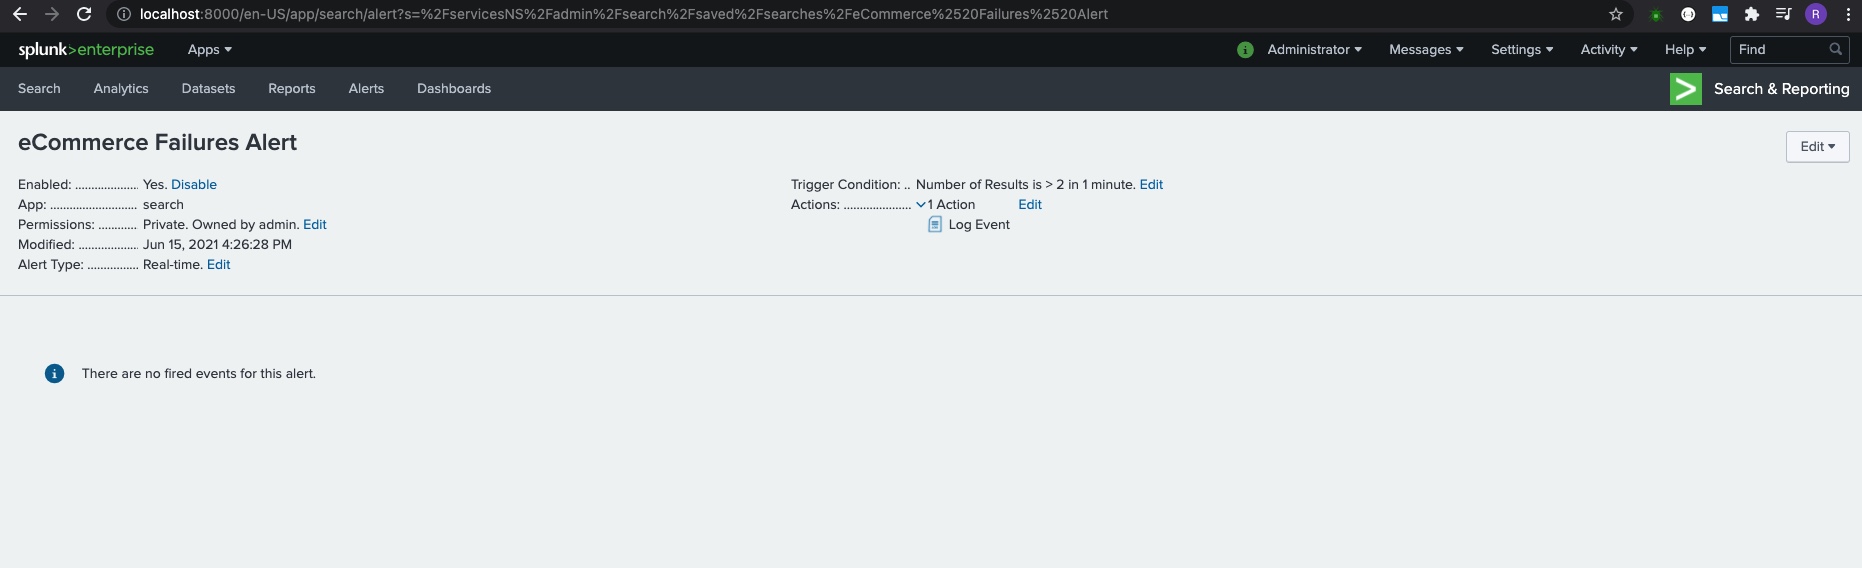 localhost:8000/en-US/app/search/alert?s=%2FservicesNS%2Fadmin%2Fsearch%2Fsaved%2Fsearches%2FeCommerce%2520Failures%2520Alert
R
splunk>enterprise Apps
Administrator Messages Settings Activity Help Find
Search Analytics Datasets Reports Alerts Dashboards Search & Reporting
eCommerce Failures Alert
Edit
Enabled: ................... Yes. Disable
App: .......................... search
Permissions: ............ Private. Owned by admin. Edit
Modified: .................. Jun 15, 2021 4:26:28 PM
Alert Type: ................ Real-time. Edit
Trigger Condition: .. Number of Results is > 2 in 1 minute. Edit
Actions: ..................... 1 Action Edit
Log Event
There are no fired events for this alert.